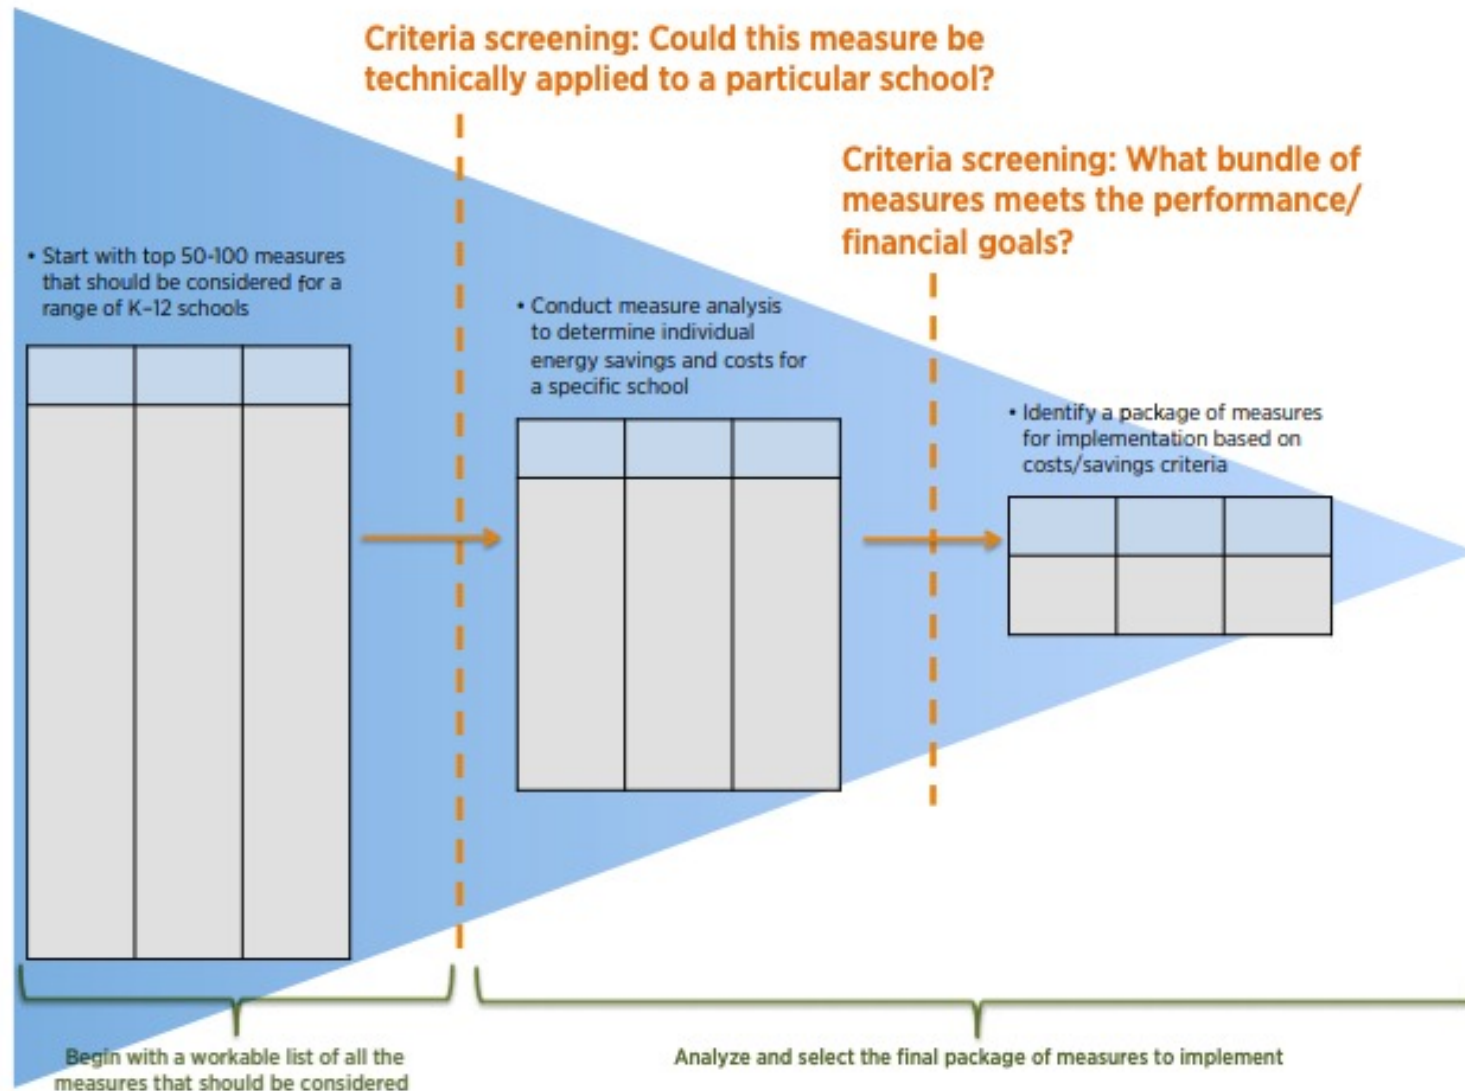 Criteria screening: Could this measure be
technically applied to a particular school?
Criteria screening: What bundle of
measures meets the performance/
financial goals?
• Start with top 50-100 measures
that should be considered for a
range of K–12 schools
• Conduct measure analysis
to determine individual
energy savings and costs for
a specific school
• Identify a package of measures
for implementation based on
costs/savings criteria
Begin with a workable list of all the
measures that should be considered
Analyze and select the final package of measures to implement